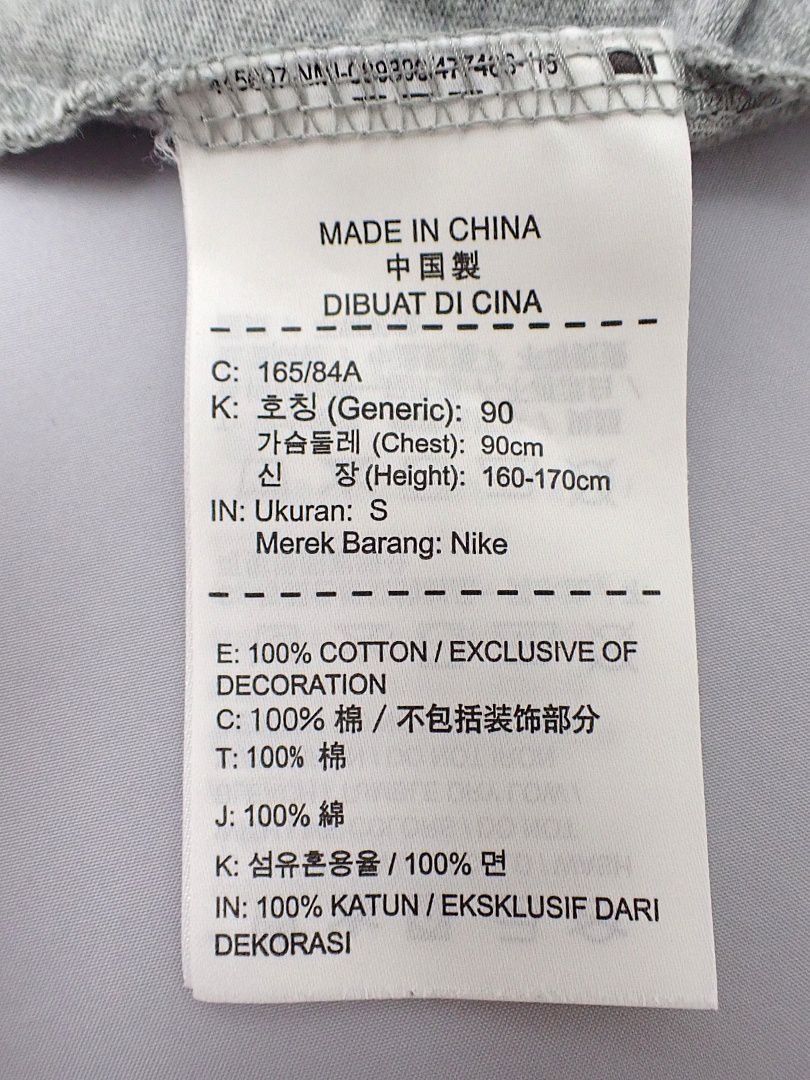 MADE IN CHINA
中国製
DIBUAT DI CINA
C: 165/84A
K: 호칭 (Generic): 90
가슴둘레 (Chest): 90cm
신 장 (Height): 160-170cm
IN: Ukuran: S
Merek Barang: Nike
E: 100% COTTON / EXCLUSIVE OF
DECORATION
C: 100% 棉 / 不包括装饰部分
T: 100% 棉
J: 100% 綿
K: 섬유혼용율 / 100% 면
IN: 100% KATUN / EKSKLUSIF DARI
DEKORASI